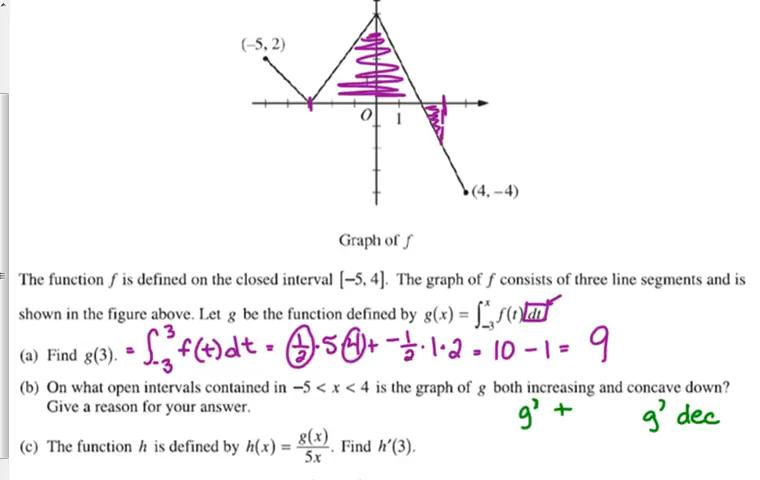 (−5, 2)
O 1
(4, −4)
Graph of f
The function f is defined on the closed interval [−5, 4]. The graph of f consists of three line segments and is
shown in the figure above. Let g be the function defined by g(x) = ∫_{−3}^{x} f(t) dt
(a) Find g(3). = ∫_{-3}^{3} f(t)dt = (1/2)·5(4) + -1/2·1·2 = 10 - 1 = 9
(b) On what open intervals contained in −5 < x < 4 is the graph of g both increasing and concave down?
Give a reason for your answer.
g' + g' dec
(c) The function h is defined by h(x) = g(x)/5x. Find h′(3).